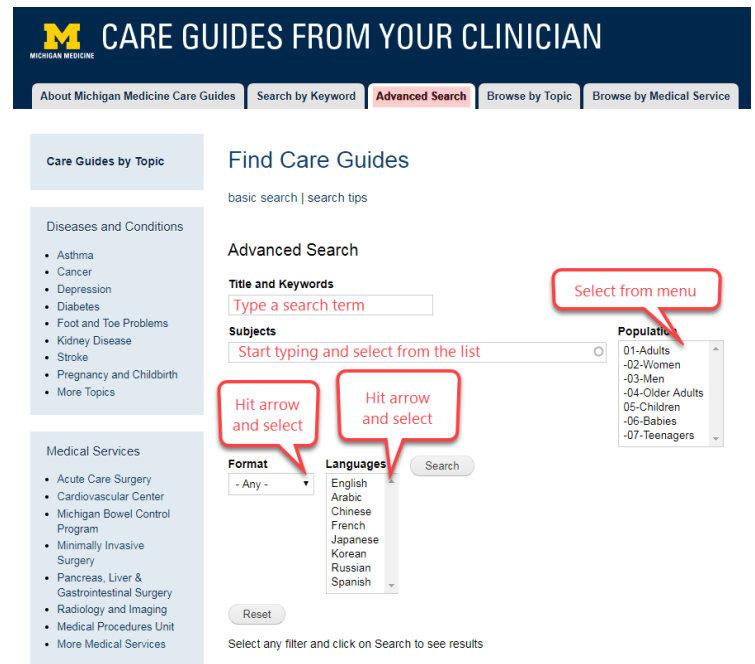 M
MICHIGAN MEDICINE
CARE GUIDES FROM YOUR CLINICIAN
About Michigan Medicine Care Guides
Search by Keyword
Advanced Search
Browse by Topic
Browse by Medical Service
Care Guides by Topic
Diseases and Conditions
Asthma
Cancer
Depression
Diabetes
Foot and Toe Problems
Kidney Disease
Stroke
Pregnancy and Childbirth
More Topics
Medical Services
Acute Care Surgery
Cardiovascular Center
Michigan Bowel Control
Program
Minimally Invasive
Surgery
Pancreas, Liver &
Gastrointestinal Surgery
Radiology and Imaging
Medical Procedures Unit
More Medical Services
Find Care Guides
basic search | search tips
Advanced Search
Title and Keywords
Type a search term
Subjects
Start typing and select from the list
Select from menu
Population
01-Adults
-02-Women
-03-Men
-04-Older Adults
05-Children
-06-Babies
-07-Teenagers
Hit arrow
and select
Hit arrow
and select
Format
- Any -
Languages
English
Arabic
Chinese
French
Japanese
Korean
Russian
Spanish
Search
Reset
Select any filter and click on Search to see results